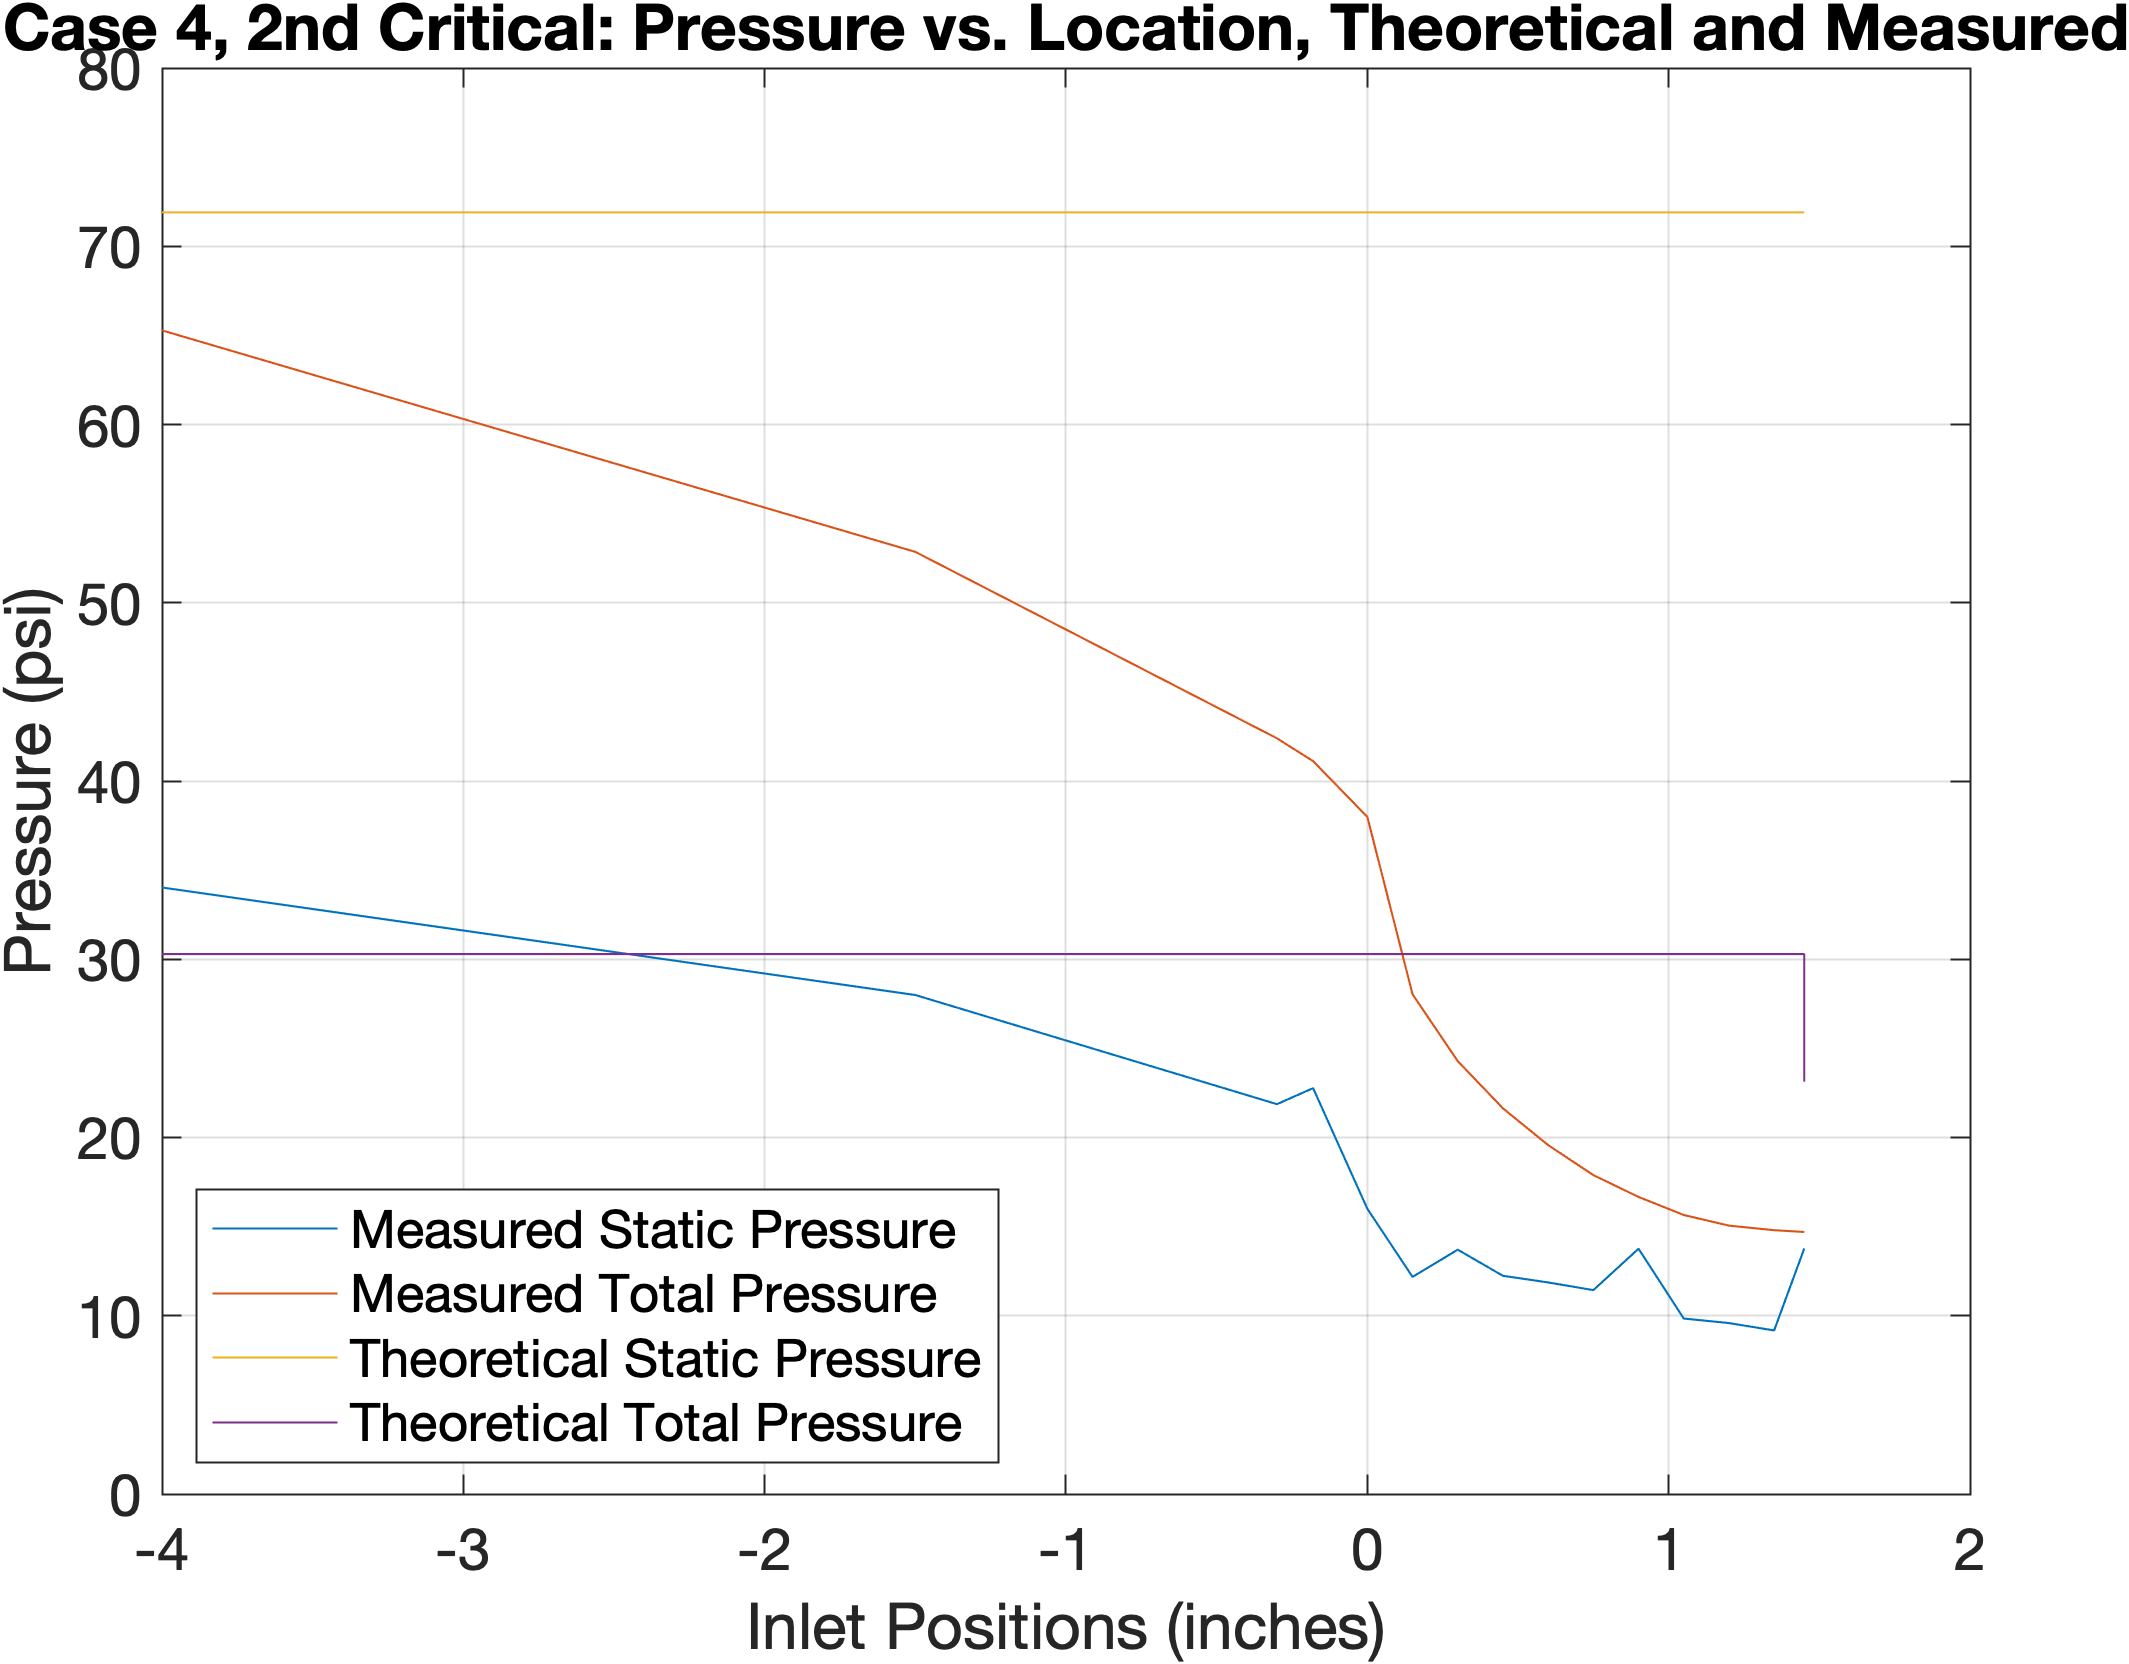 Case 4, 2nd Critical: Pressure vs. Location, Theoretical and Measured
80
70
60
50
40
30
20
10
0
Pressure (psi)
Measured Static Pressure
Measured Total Pressure
Theoretical Static Pressure
Theoretical Total Pressure
-4 -3 -2 -1 0 1 2
Inlet Positions (inches)